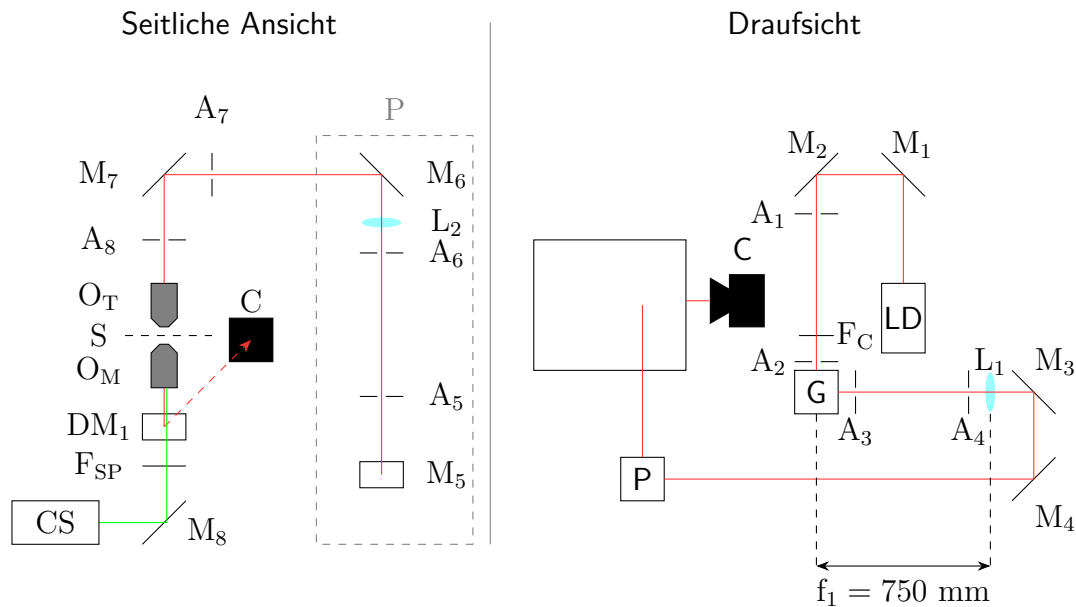 Seitliche Ansicht
A₇
P
M₇
M₆
L₂
A₈
A₆
O_T
C
S
O_M
A₅
DM₁
F_SP
M₅
CS
M₈
Draufsicht
M₂
M₁
A₁
C
LD
F_C
A₂
L₁
M₃
G
A₃
A₄
P
M₄
f₁ = 750 mm